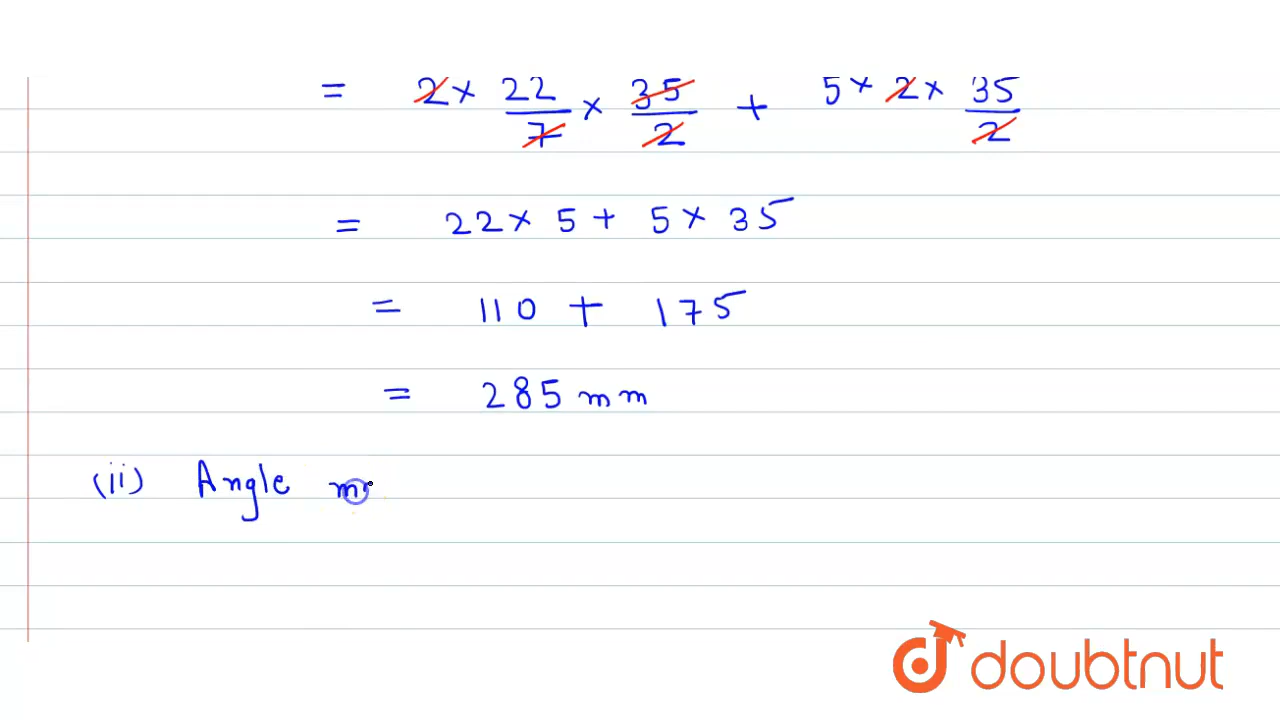 = 2 × 22/7 × 35/2 + 5 × 2 × 35/2
= 22 × 5 + 5 × 35
= 110 + 175
= 285 mm
(ii) Angle
doubtnut